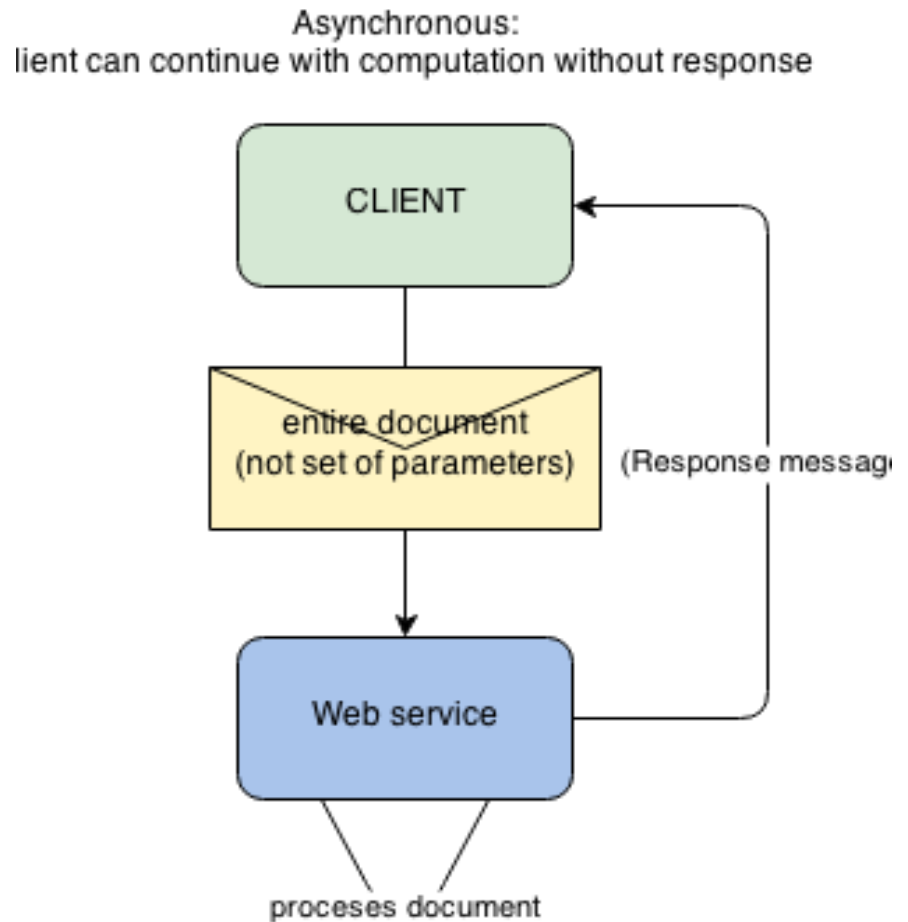 Asynchronous:
lient can continue with computation without response
CLIENT
entire document
(not set of parameters)
(Response messag
Web service
proceses document